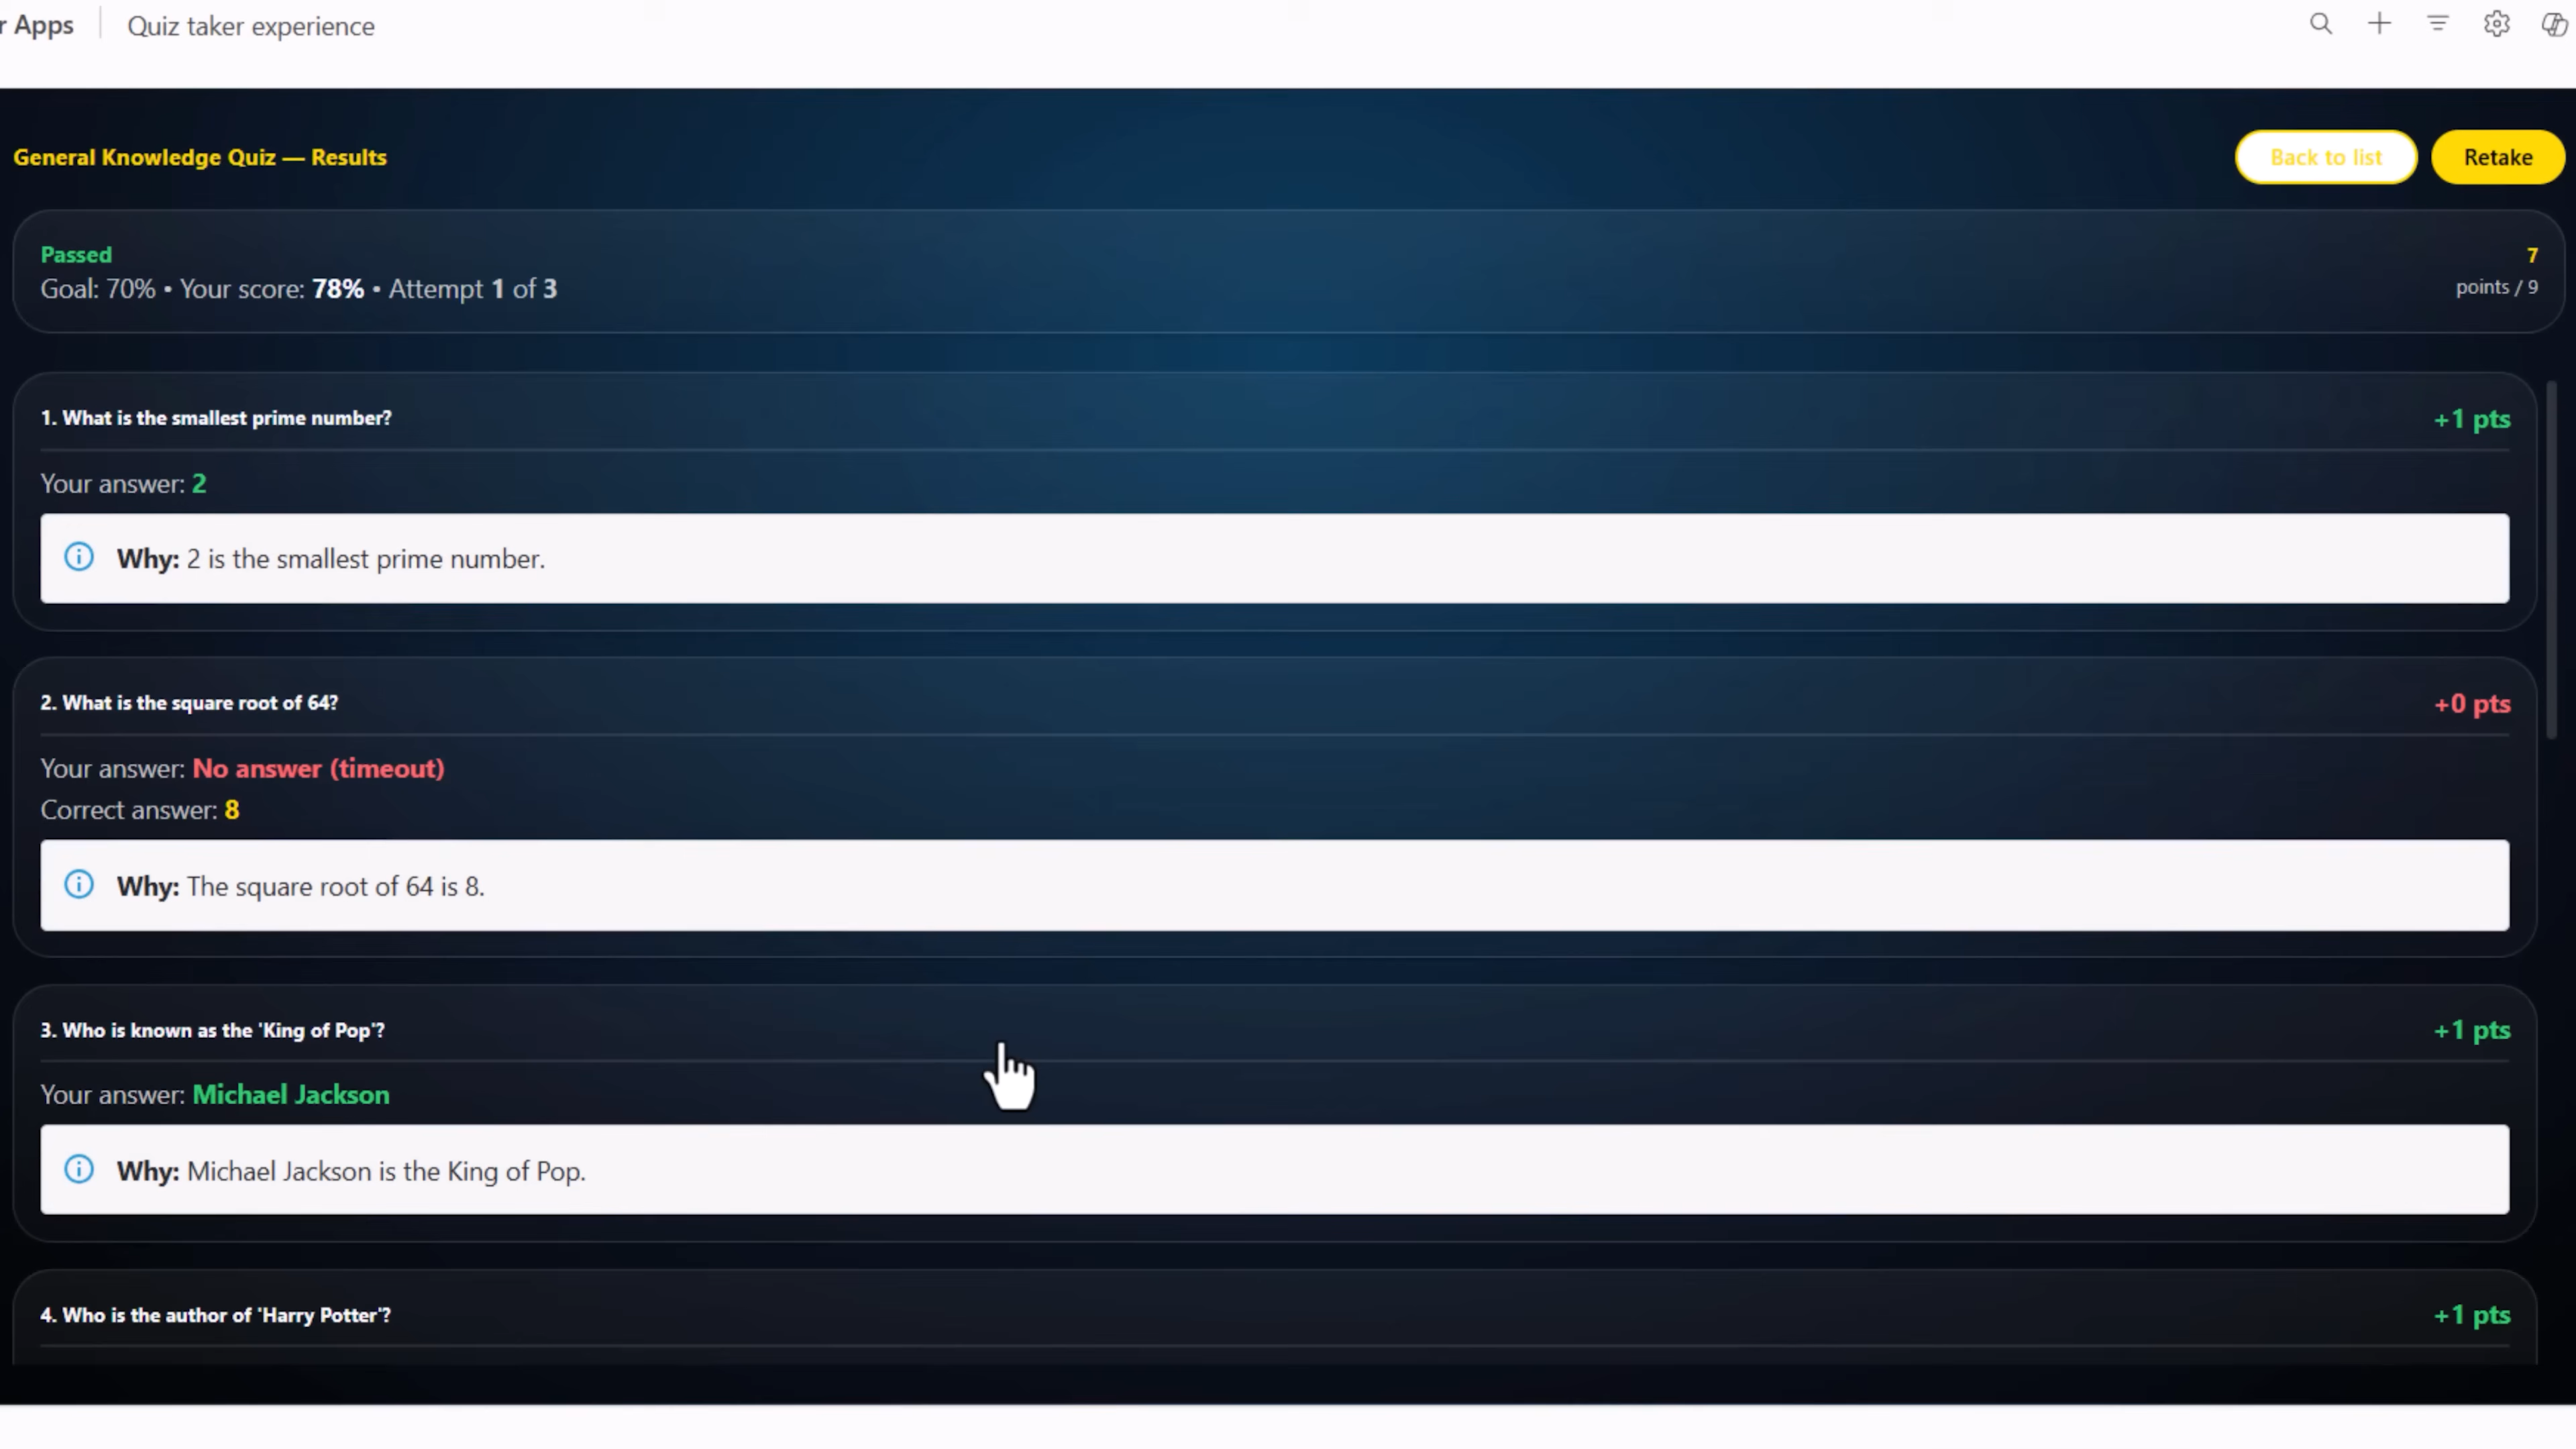 r Apps Quiz taker experience
General Knowledge Quiz — Results Back to list Retake
Passed 7
Goal: 70% • Your score: 78% • Attempt 1 of 3 points / 9
1. What is the smallest prime number? +1 pts
Your answer: 2
Why: 2 is the smallest prime number.
2. What is the square root of 64? +0 pts
Your answer: No answer (timeout)
Correct answer: 8
Why: The square root of 64 is 8.
3. Who is known as the 'King of Pop'? +1 pts
Your answer: Michael Jackson
Why: Michael Jackson is the King of Pop.
4. Who is the author of 'Harry Potter'? +1 pts